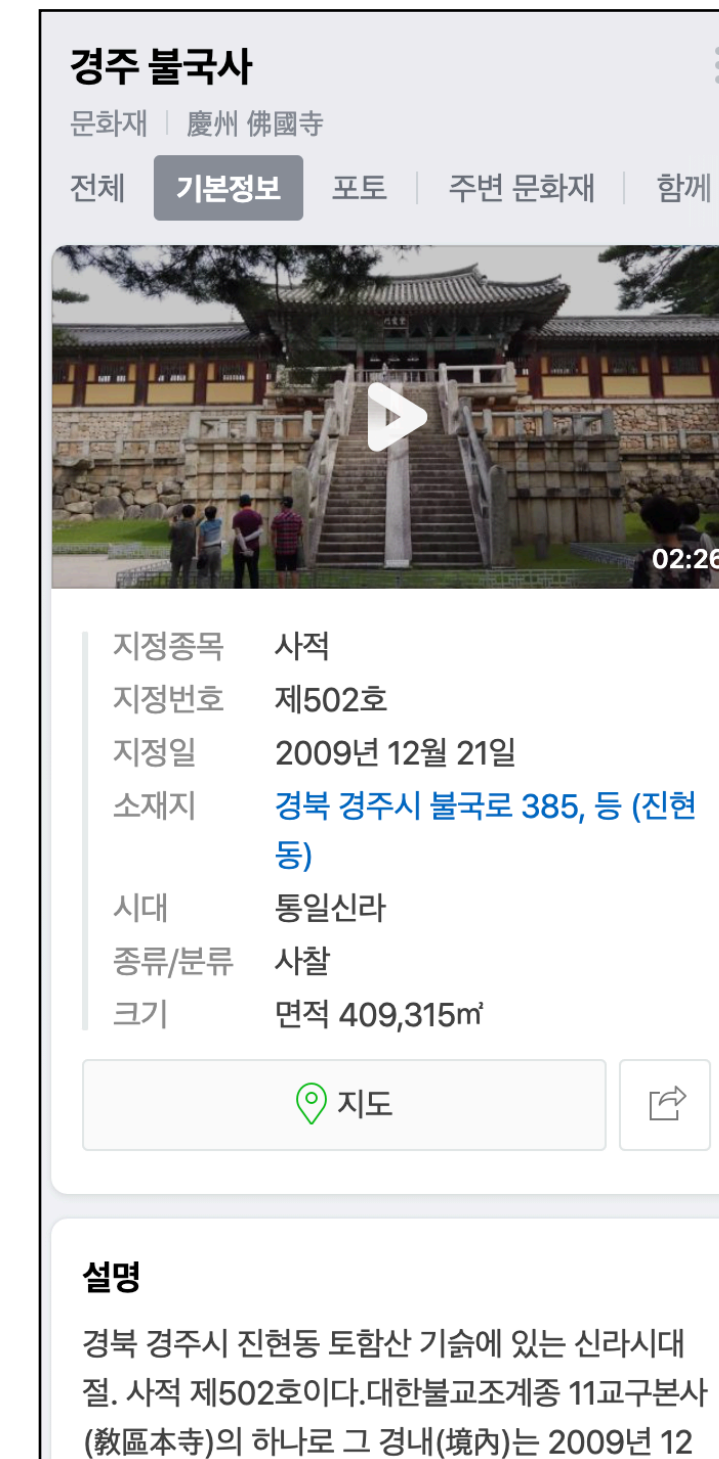 경주 불국사
문화재 | 慶州 佛國寺
전체 기본정보 포토 | 주변 문화재 | 함께
02:26
지정종목 사적
지정번호 제502호
지정일 2009년 12월 21일
소재지 경북 경주시 불국로 385, 등 (진현
동)
시대 통일신라
종류/분류 사찰
크기 면적 409,315㎡
지도
설명
경북 경주시 진현동 토함산 기슭에 있는 신라시대
절. 사적 제502호이다.대한불교조계종 11교구본사
(敎區本寺)의 하나로 그 경내(境內)는 2009년 12